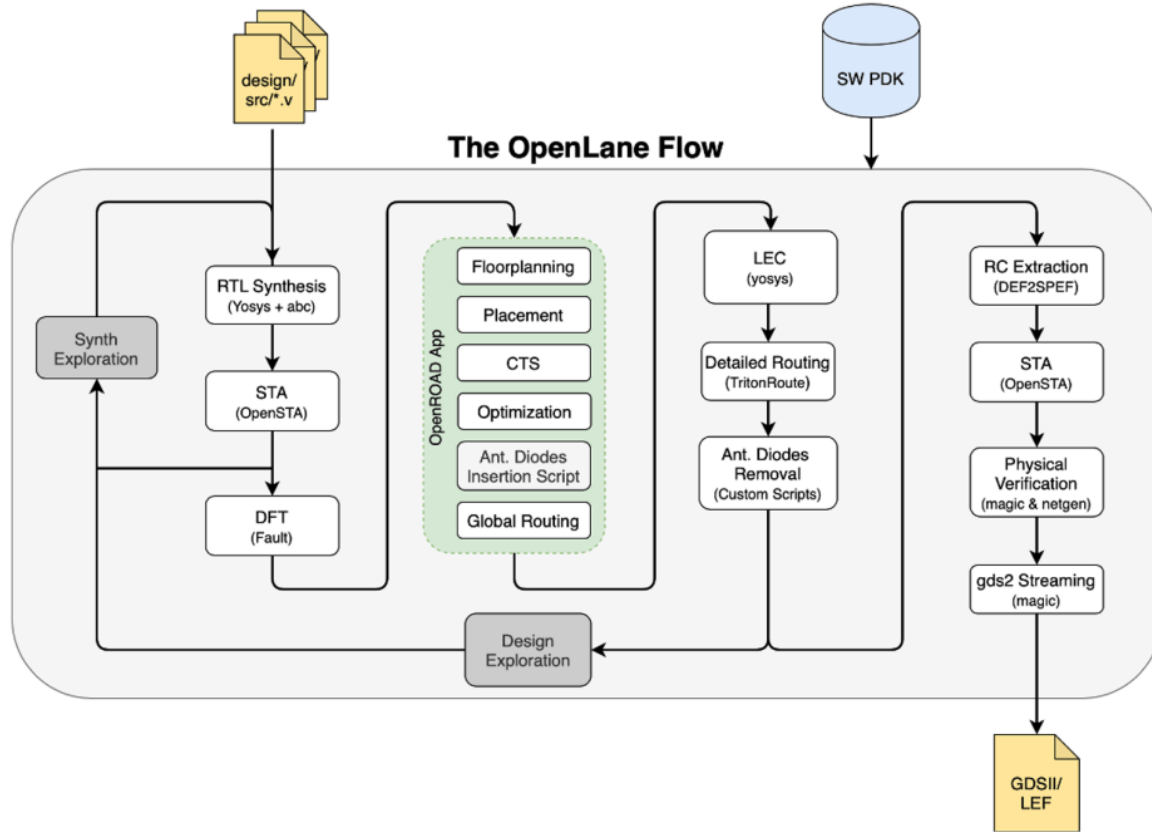 design/
src/*.v
SW PDK
The OpenLane Flow
RTL Synthesis
(Yosys + abc)
Synth
Exploration
STA
(OpenSTA)
DFT
(Fault)
OpenROAD App
Floorplanning
Placement
CTS
Optimization
Ant. Diodes
Insertion Script
Global Routing
LEC
(yosys)
Detailed Routing
(TritonRoute)
Ant. Diodes
Removal
(Custom Scripts)
Design
Exploration
RC Extraction
(DEF2SPEF)
STA
(OpenSTA)
Physical
Verification
(magic & netgen)
gds2 Streaming
(magic)
GDSII/
LEF